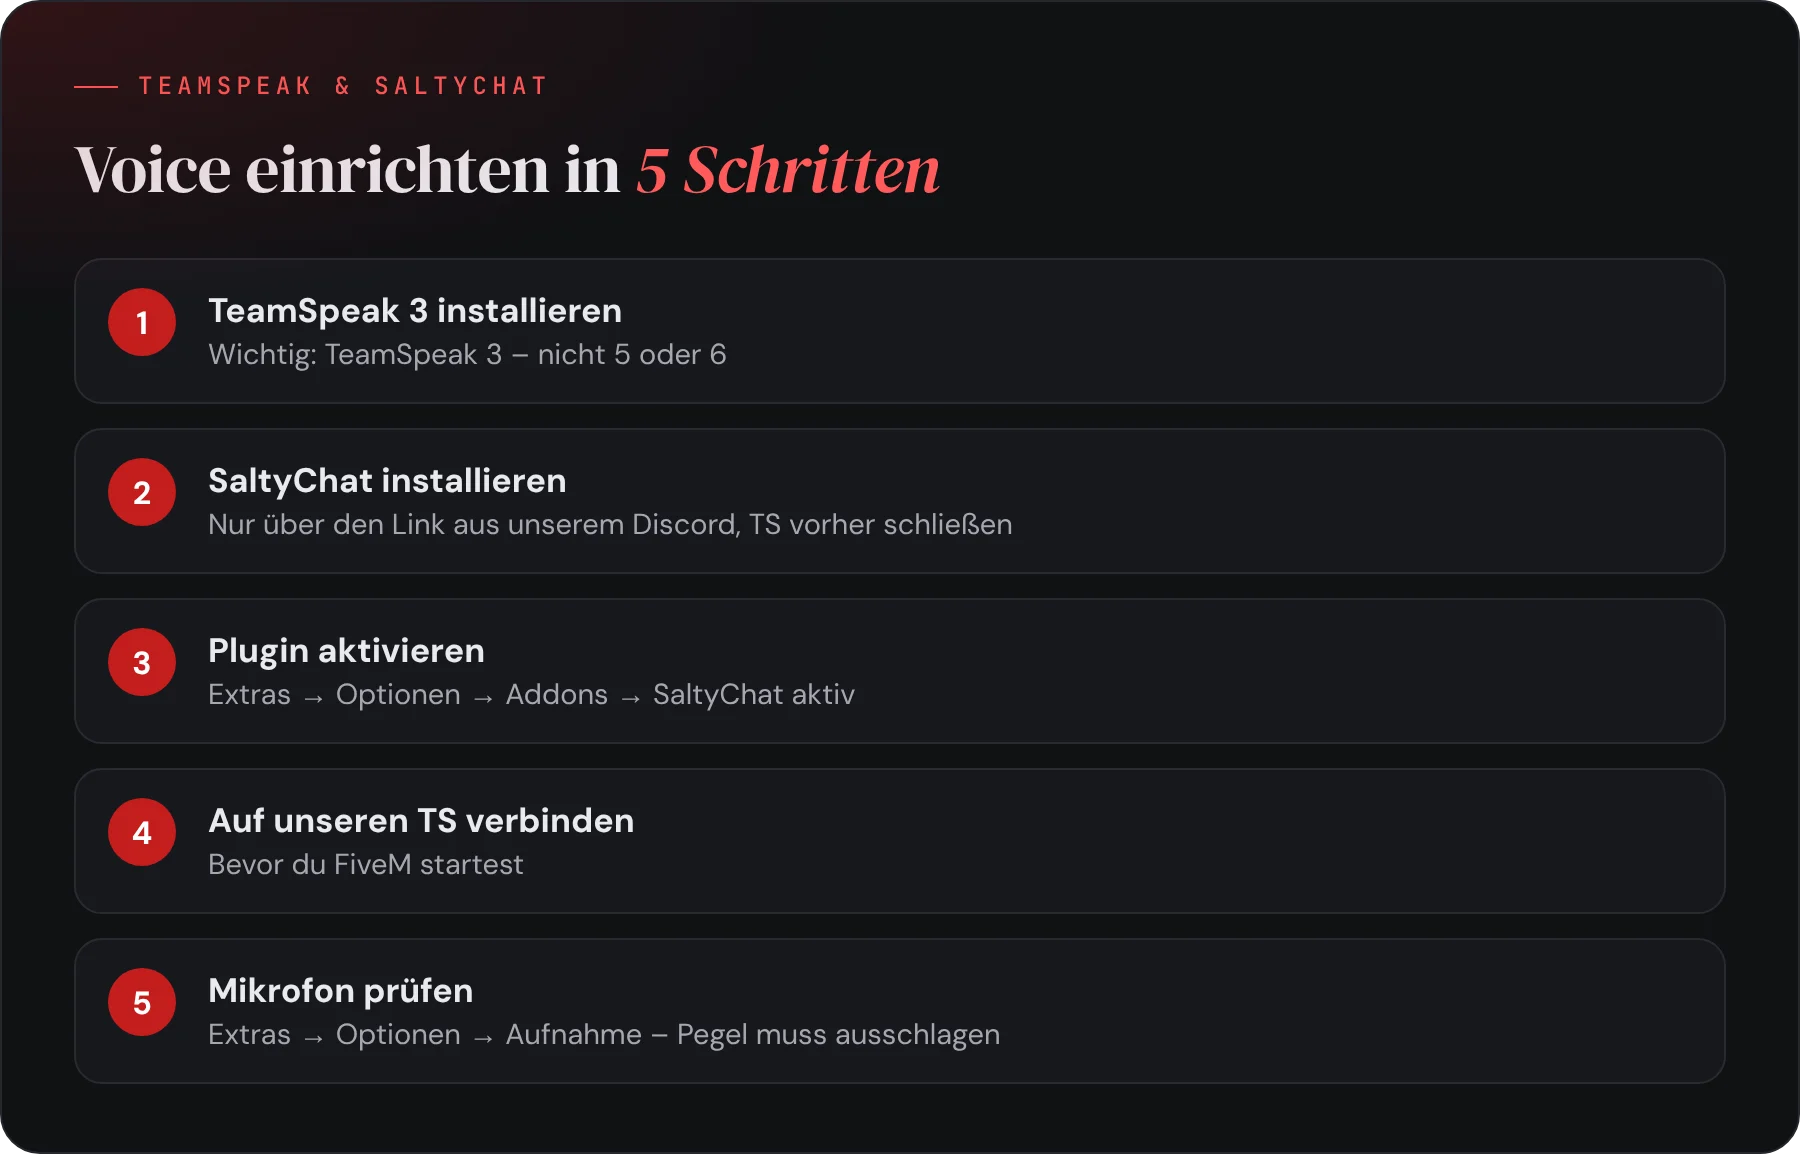 TEAMSPEAK & SALTYCHAT
Voice einrichten in 5 Schritten
1
TeamSpeak 3 installieren
Wichtig: TeamSpeak 3 – nicht 5 oder 6
2
SaltyChat installieren
Nur über den Link aus unserem Discord, TS vorher schließen
3
Plugin aktivieren
Extras → Optionen → Addons → SaltyChat aktiv
4
Auf unseren TS verbinden
Bevor du FiveM startest
5
Mikrofon prüfen
Extras → Optionen → Aufnahme – Pegel muss ausschlagen